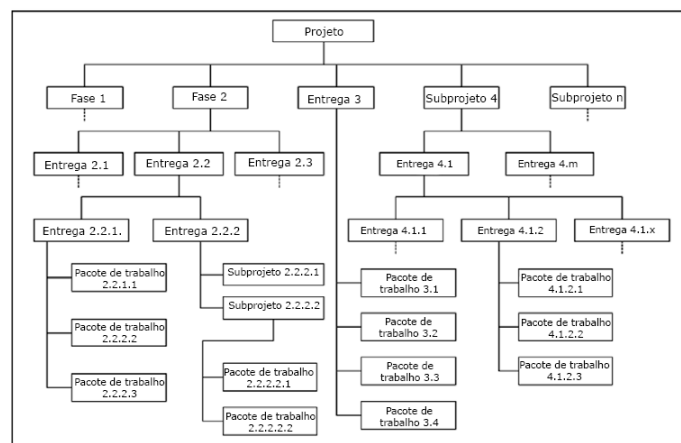 Projeto
Fase 1
Fase 2
Entrega 3
Subprojeto 4
Subprojeto n
Entrega 2.1
Entrega 2.2
Entrega 2.3
Entrega 4.1
Entrega 4.m
Entrega 2.2.1.
Entrega 2.2.2
Entrega 4.1.1
Entrega 4.1.2
Entrega 4.1.x
Pacote de trabalho
2.2.1.1
Pacote de trabalho
2.2.2.2
Pacote de trabalho
2.2.2.3
Subprojeto 2.2.2.1
Subprojeto 2.2.2.2
Pacote de trabalho
2.2.2.2.1
Pacote de trabalho
2.2.2.2.2
Pacote de
trabalho 3.1
Pacote de
trabalho 3.2
Pacote de
trabalho 3.3
Pacote de
trabalho 3.4
Pacote de trabalho
4.1.2.1
Pacote de trabalho
4.1.2.2
Pacote de trabalho
4.1.2.3